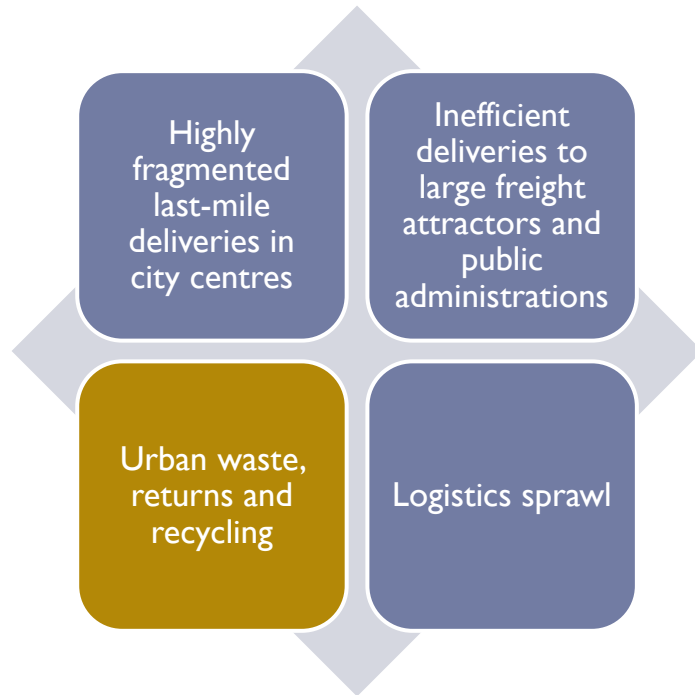 Highly
fragmented
last-mile
deliveries in
city centres
Inefficient
deliveries to
large freight
attractors and
public
administrations
Urban waste,
returns and
recycling
Logistics sprawl